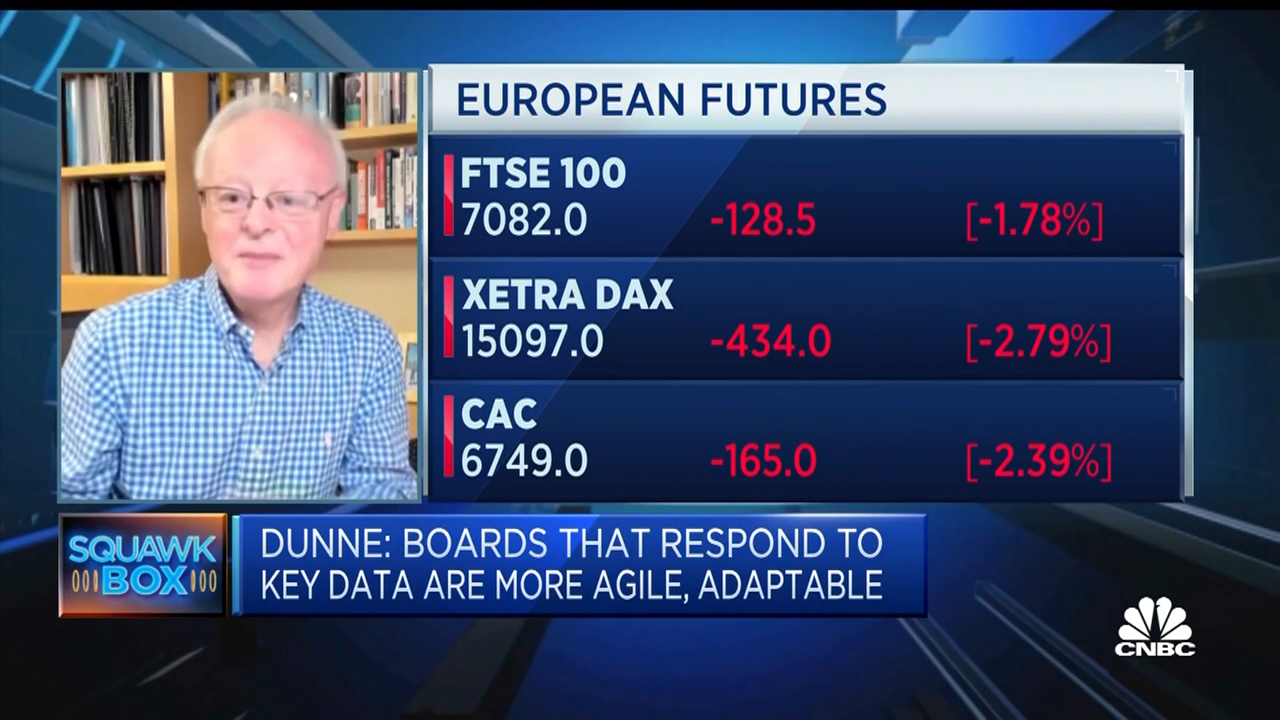 EUROPEAN FUTURES
FTSE 100
7082.0 -128.5 [-1.78%]
XETRA DAX
15097.0 -434.0 [-2.79%]
CAC
6749.0 -165.0 [-2.39%]
SQUAWK
BOX
DUNNE: BOARDS THAT RESPOND TO
KEY DATA ARE MORE AGILE, ADAPTABLE
CNBC